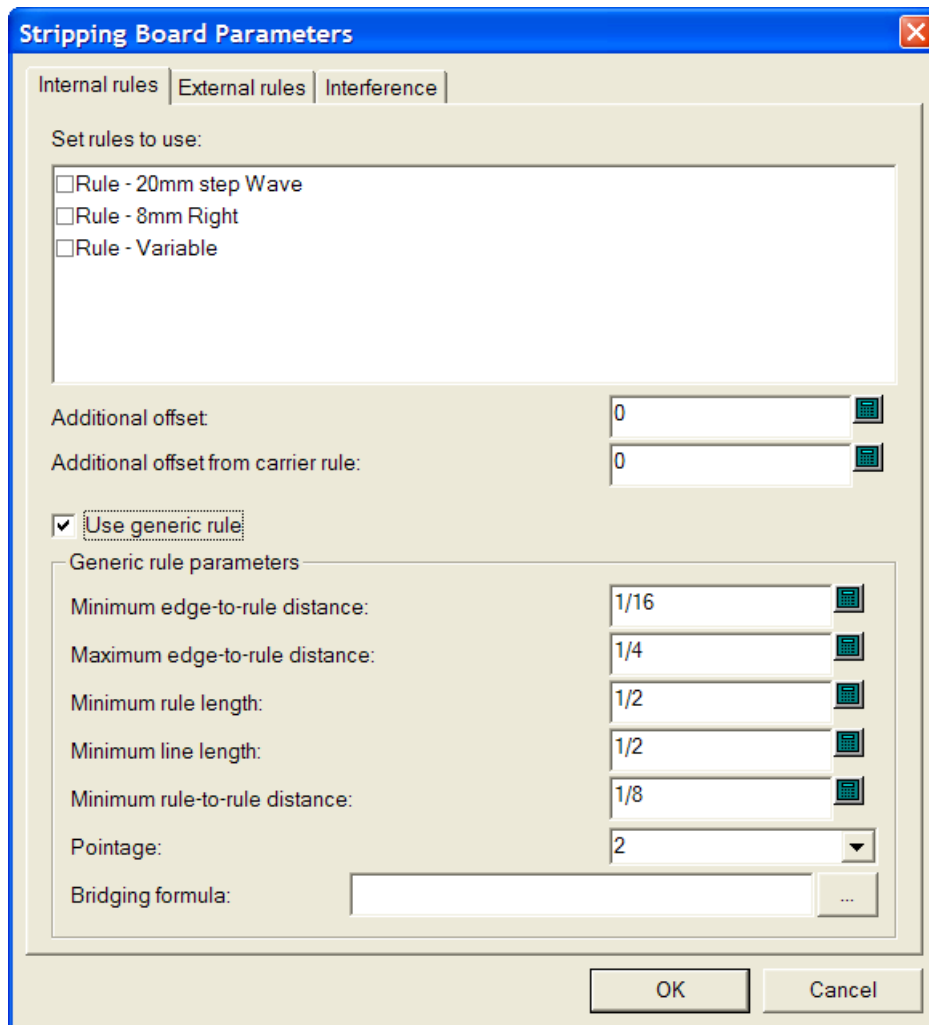 Stripping Board Parameters
Internal rules External rules Interference
Set rules to use:
Rule - 20mm step Wave
Rule - 8mm Right
Rule - Variable
Additional offset: 0
Additional offset from carrier rule: 0
Use generic rule
Generic rule parameters
Minimum edge-to-rule distance: 1/16
Maximum edge-to-rule distance: 1/4
Minimum rule length: 1/2
Minimum line length: 1/2
Minimum rule-to-rule distance: 1/8
Pointage: 2
Bridging formula: ...
OK Cancel